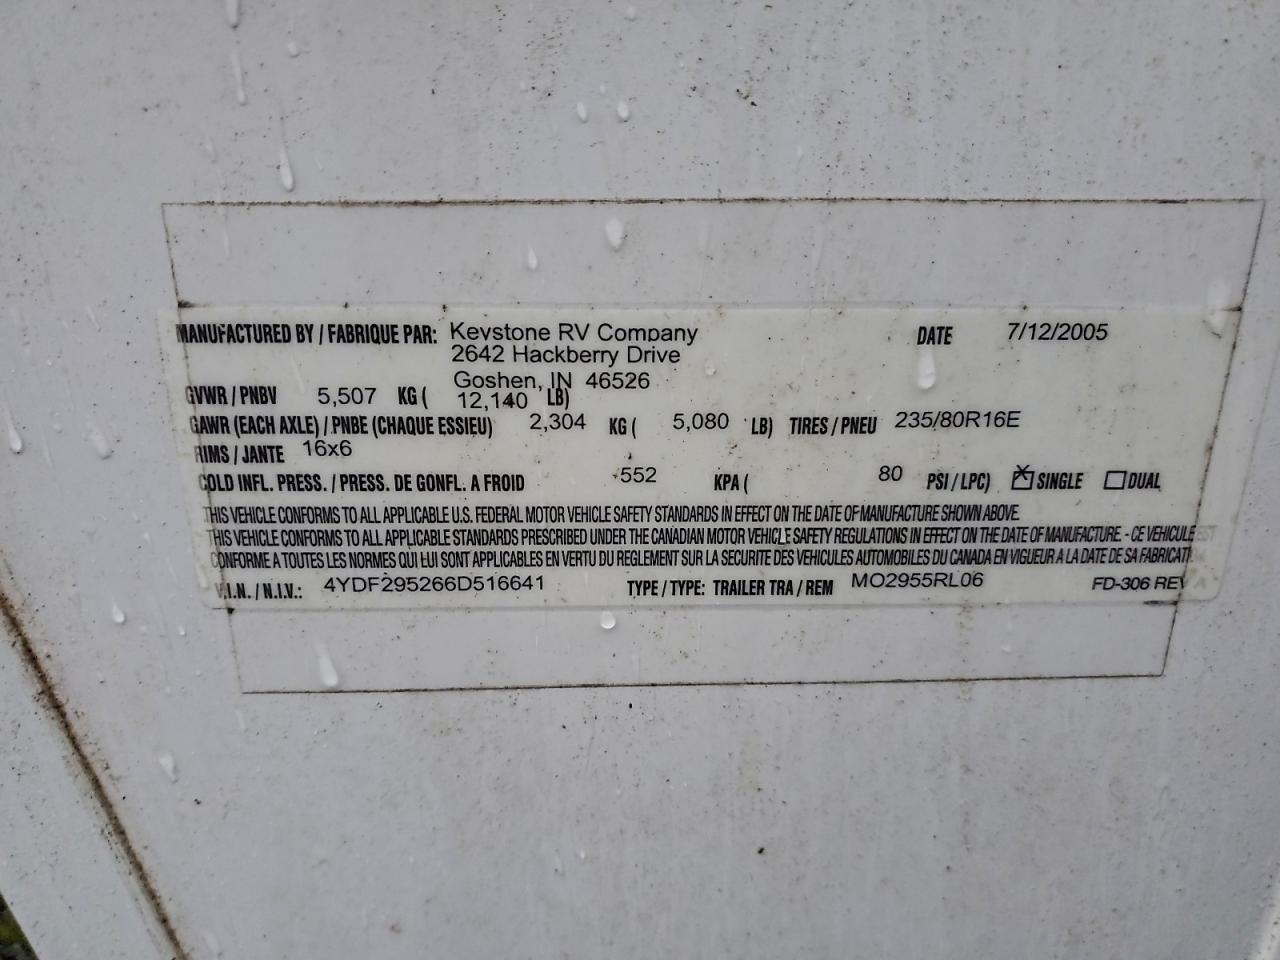 MANUFACTURED BY / FABRIQUE PAR: Keystone RV Company DATE 7/12/2005
2642 Hackberry Drive
Goshen, IN 46526
GVWR / PNBV 5,507 KG ( 12,140 LB)
GAWR (EACH AXLE) / PNBE (CHAQUE ESSIEU) 2,304 KG ( 5,080 LB) TIRES / PNEU 235/80R16E
RIMS / JANTE 16x6
COLD INFL. PRESS. / PRESS. DE GONFL. A FROID 552 KPA ( 80 PSI / LPC) ☒ SINGLE ☐ DUAL
THIS VEHICLE CONFORMS TO ALL APPLICABLE U.S. FEDERAL MOTOR VEHICLE SAFETY STANDARDS IN EFFECT ON THE DATE OF MANUFACTURE SHOWN ABOVE.
THIS VEHICLE CONFORMS TO ALL APPLICABLE STANDARDS PRESCRIBED UNDER THE CANADIAN MOTOR VEHICLE SAFETY REGULATIONS IN EFFECT ON THE DATE OF MANUFACTURE. - CE VEHICULE EST
CONFORME A TOUTES LES NORMES QUI LUI SONT APPLICABLES EN VERTU DU REGLEMENT SUR LA SECURITE DES VEHICULES AUTOMOBILES DU CANADA EN VIGUEUR A LA DATE DE SA FABRICATION
V.I.N. / N.I.V.: 4YDF295266D516641 TYPE / TYPE: TRAILER TRA / REM MO2955RL06 FD-306 REV A